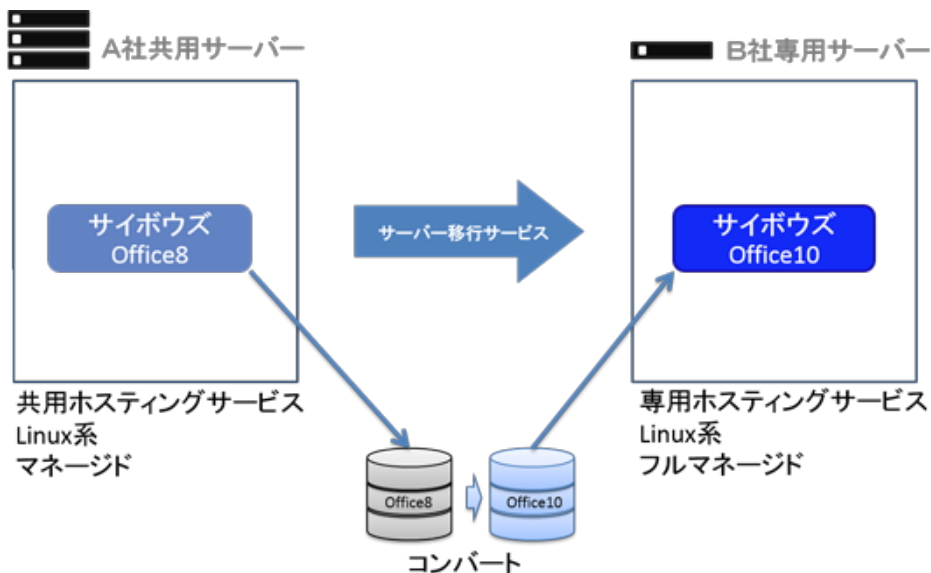 A社共用サーバー
B社専用サーバー
サイボウズ
Office8
サーバー移行サービス
サイボウズ
Office10
共用ホスティングサービス
Linux系
マネージド
専用ホスティングサービス
Linux系
フルマネージド
Office8
Office10
コンバート